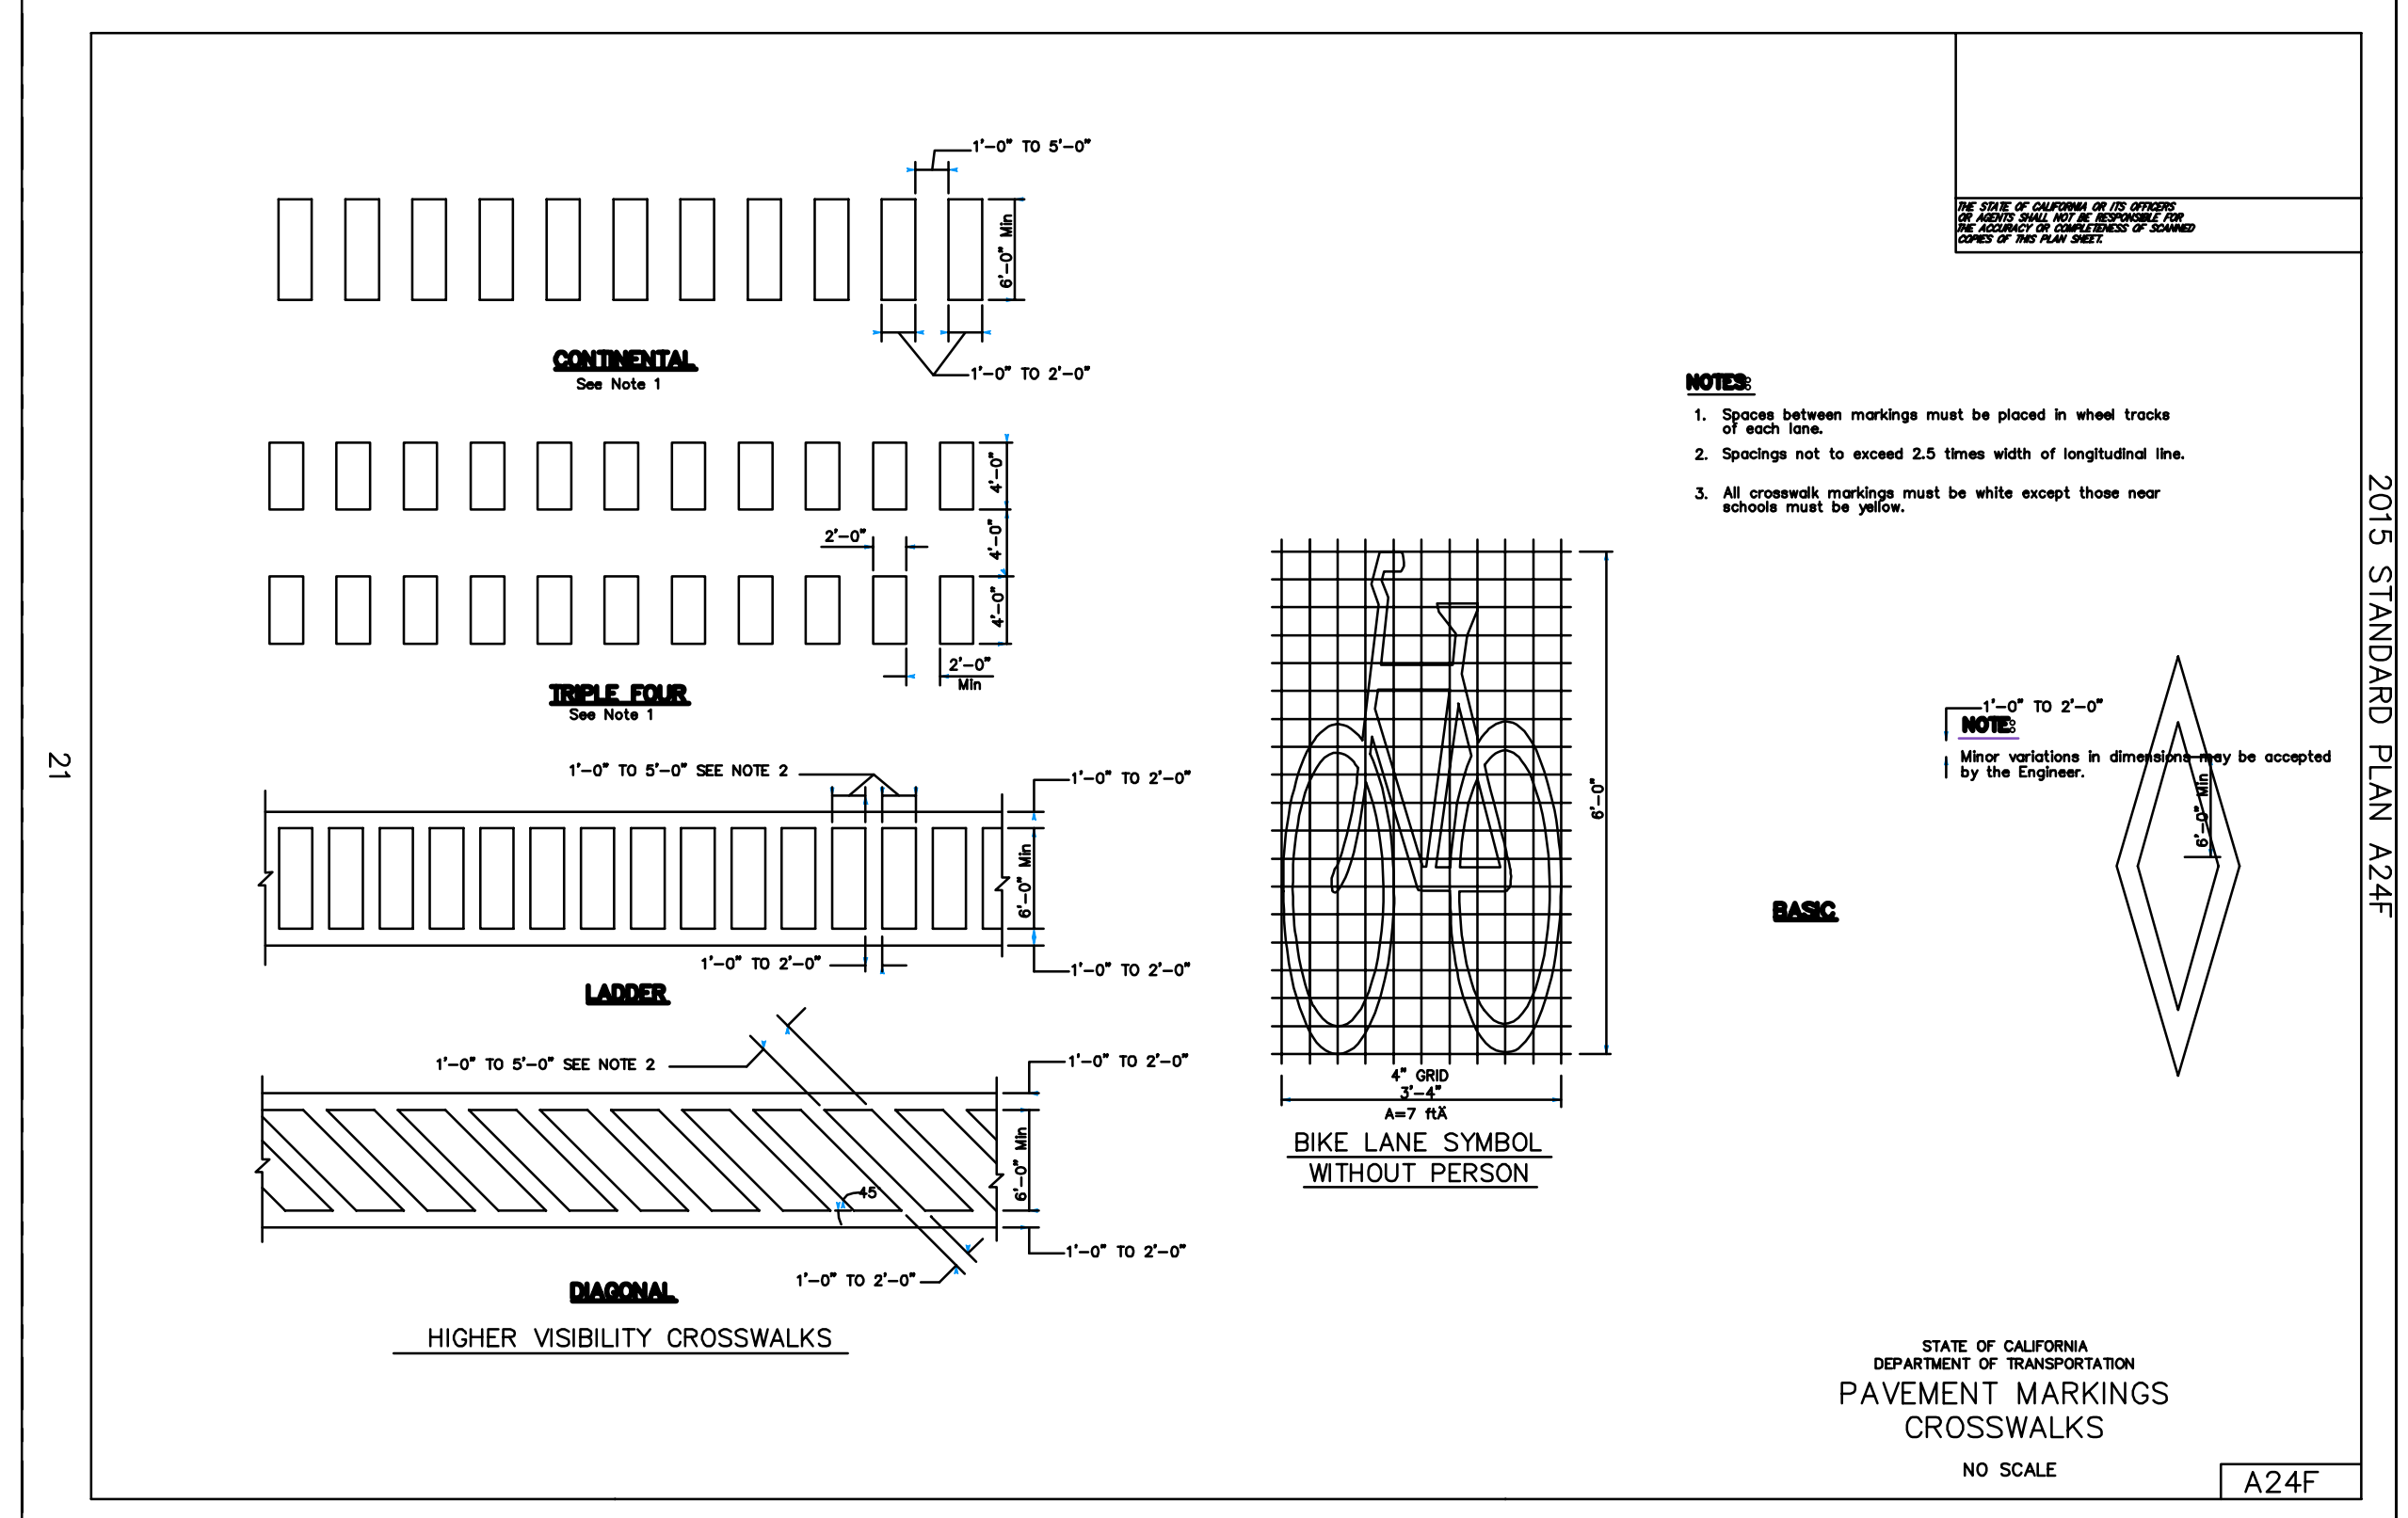 1'-0" TO 5'-0"
6'-0" Min
1'-0" TO 2'-0"
CONTINENTAL
See Note 1
4'-0"
4'-0"
4'-0"
2'-0"
2'-0"
Min
TRIPLE FOUR
See Note 1
1'-0" TO 5'-0" SEE NOTE 2
1'-0" TO 2'-0"
6'-0" Min
1'-0" TO 2'-0"
1'-0" TO 2'-0"
LADDER
1'-0" TO 5'-0" SEE NOTE 2
1'-0" TO 2'-0"
6'-0" Min
45
1'-0" TO 2'-0"
1'-0" TO 2'-0"
DIAGONAL
HIGHER VISIBILITY CROSSWALKS
6'-0"
4" GRID
3'-4"
A=7 ftÄ
BIKE LANE SYMBOL
WITHOUT PERSON
THE STATE OF CALIFORNIA OR ITS OFFICERS
OR AGENTS SHALL NOT BE RESPONSIBLE FOR
THE ACCURACY OR COMPLETENESS OF SCANNED
COPIES OF THIS PLAN SHEET.
NOTES:
1. Spaces between markings must be placed in wheel tracks
of each lane.
2. Spacings not to exceed 2.5 times width of longitudinal line.
3. All crosswalk markings must be white except those near
schools must be yellow.
1'-0" TO 2'-0"
NOTE:
Minor variations in dimensions may be accepted
by the Engineer.
6'-0" Min
BASIC
STATE OF CALIFORNIA
DEPARTMENT OF TRANSPORTATION
PAVEMENT MARKINGS
CROSSWALKS
NO SCALE
A24F
2015 STANDARD PLAN A24F
21